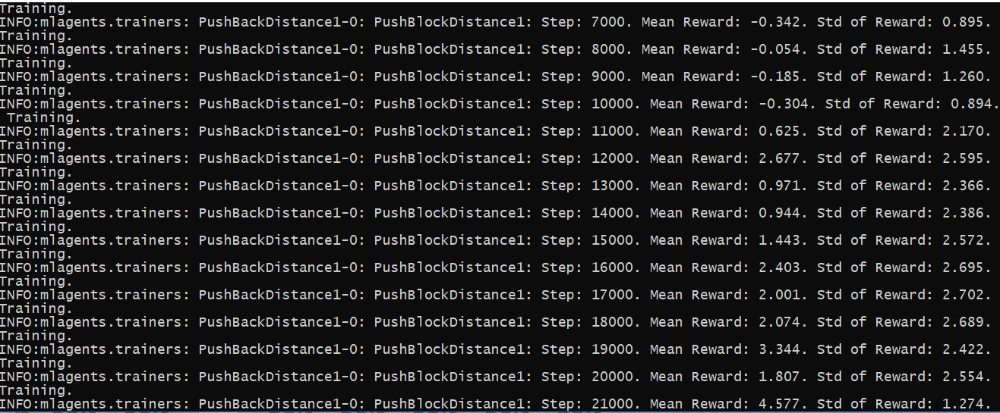 Training.
INFO:mlagents.trainers: PushBackDistance1-0: PushBlockDistance1: Step: 7000. Mean Reward: -0.342. Std of Reward: 0.895.
Training.
INFO:mlagents.trainers: PushBackDistance1-0: PushBlockDistance1: Step: 8000. Mean Reward: -0.054. Std of Reward: 1.455.
Training.
INFO:mlagents.trainers: PushBackDistance1-0: PushBlockDistance1: Step: 9000. Mean Reward: -0.185. Std of Reward: 1.260.
Training.
INFO:mlagents.trainers: PushBackDistance1-0: PushBlockDistance1: Step: 10000. Mean Reward: -0.304. Std of Reward: 0.894.
Training.
INFO:mlagents.trainers: PushBackDistance1-0: PushBlockDistance1: Step: 11000. Mean Reward: 0.625. Std of Reward: 2.170.
Training.
INFO:mlagents.trainers: PushBackDistance1-0: PushBlockDistance1: Step: 12000. Mean Reward: 2.677. Std of Reward: 2.595.
Training.
INFO:mlagents.trainers: PushBackDistance1-0: PushBlockDistance1: Step: 13000. Mean Reward: 0.971. Std of Reward: 2.366.
Training.
INFO:mlagents.trainers: PushBackDistance1-0: PushBlockDistance1: Step: 14000. Mean Reward: 0.944. Std of Reward: 2.386.
Training.
INFO:mlagents.trainers: PushBackDistance1-0: PushBlockDistance1: Step: 15000. Mean Reward: 1.443. Std of Reward: 2.572.
Training.
INFO:mlagents.trainers: PushBackDistance1-0: PushBlockDistance1: Step: 16000. Mean Reward: 2.403. Std of Reward: 2.695.
Training.
INFO:mlagents.trainers: PushBackDistance1-0: PushBlockDistance1: Step: 17000. Mean Reward: 2.001. Std of Reward: 2.702.
Training.
INFO:mlagents.trainers: PushBackDistance1-0: PushBlockDistance1: Step: 18000. Mean Reward: 2.074. Std of Reward: 2.689.
Training.
INFO:mlagents.trainers: PushBackDistance1-0: PushBlockDistance1: Step: 19000. Mean Reward: 3.344. Std of Reward: 2.422.
Training.
INFO:mlagents.trainers: PushBackDistance1-0: PushBlockDistance1: Step: 20000. Mean Reward: 1.807. Std of Reward: 2.554.
Training.
INFO:mlagents.trainers: PushBackDistance1-0: PushBlockDistance1: Step: 21000. Mean Reward: 4.577. Std of Reward: 1.274.